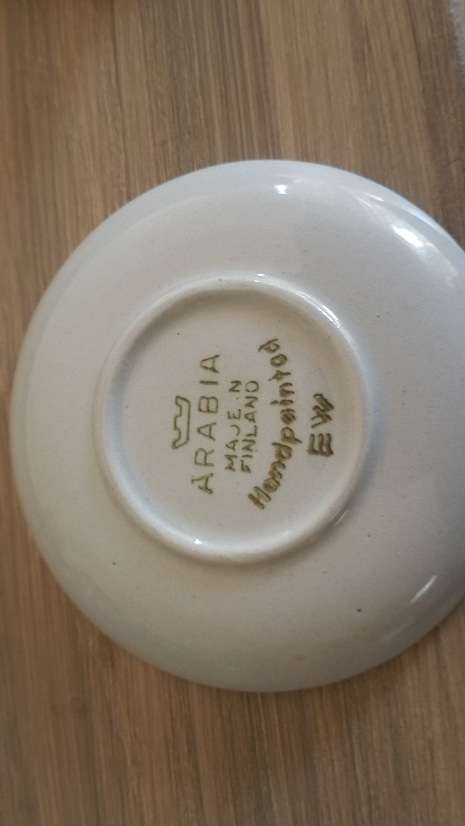 ARABIA
MADE IN
FINLAND
Handpainted
EW